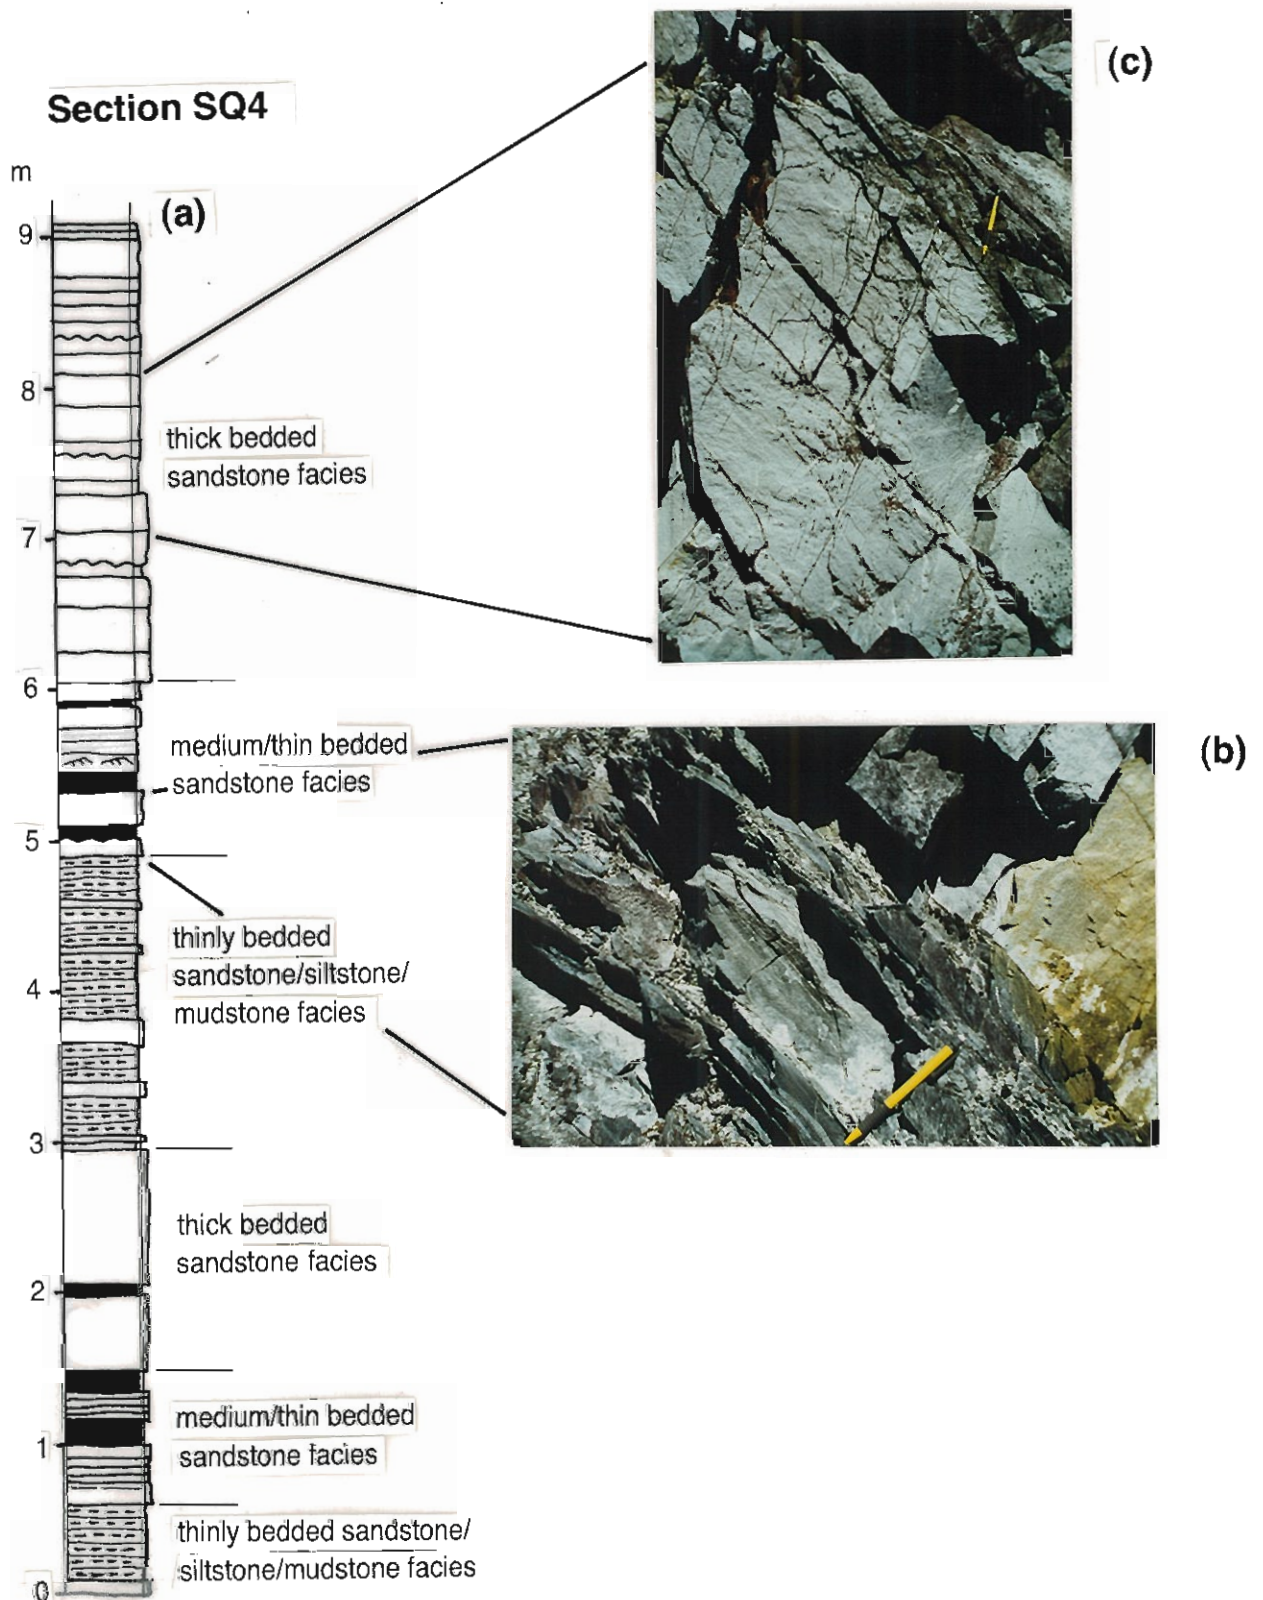 Section SQ4
m
(a)
(c)
9
8
thick bedded
sandstone facies
7
6
medium/thin bedded
sandstone facies
(b)
5
thinly bedded
sandstone/siltstone/
mudstone facies
4
3
thick bedded
sandstone facies
2
medium/thin bedded
sandstone facies
1
thinly bedded sandstone/
siltstone/mudstone facies
0